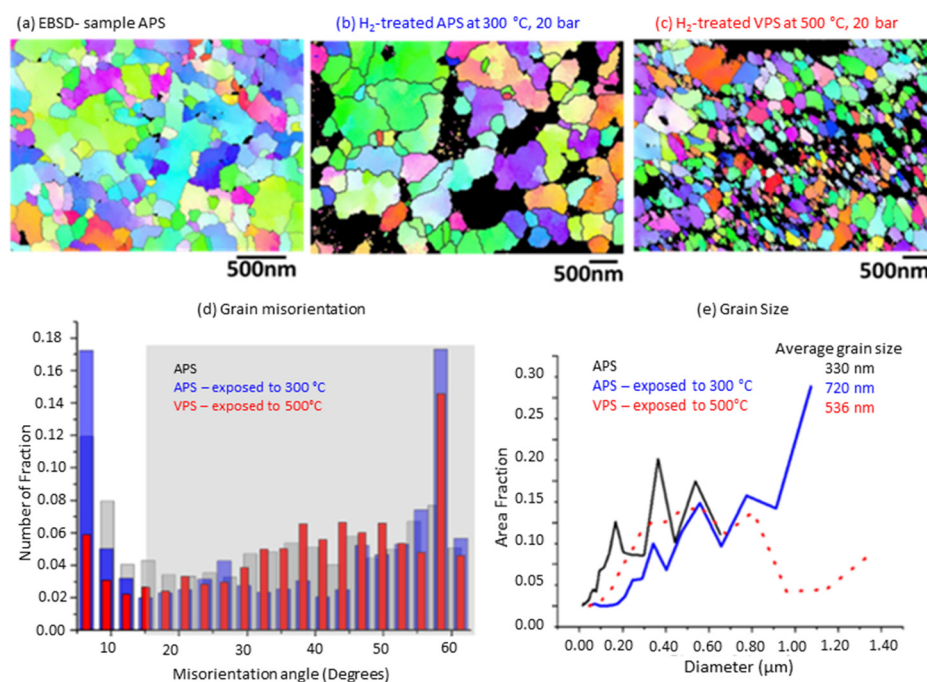 (a) EBSD- sample APS
(b) H₂-treated APS at 300 °C, 20 bar
(c) H₂-treated VPS at 500 °C, 20 bar
500nm
500nm
500nm
(d) Grain misorientation
0.18
0.16
0.14
0.12
0.10
0.08
0.06
0.04
0.02
0.00
Number of Fraction
APS
APS – exposed to 300 °C
VPS – exposed to 500°C
10
20
30
40
50
60
Misorientation angle (Degrees)
(e) Grain Size
Average grain size
330 nm
720 nm
536 nm
APS
APS – exposed to 300 °C
VPS – exposed to 500°C
0.30
0.20
0.20
0.15
0.10
0.05
0.00
Area Fraction
0.00
0.20
0.40
0.60
0.80
1.00
1.20
1.40
Diameter (μm)